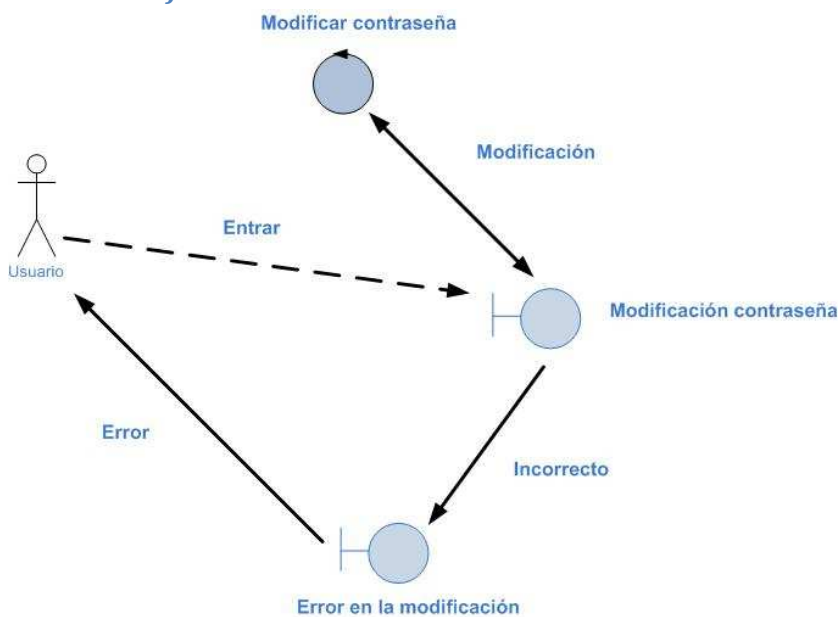 Modificar contraseña
Modificación
Entrar
Usuario
Modificación contraseña
Error
Incorrecto
Error en la modificación